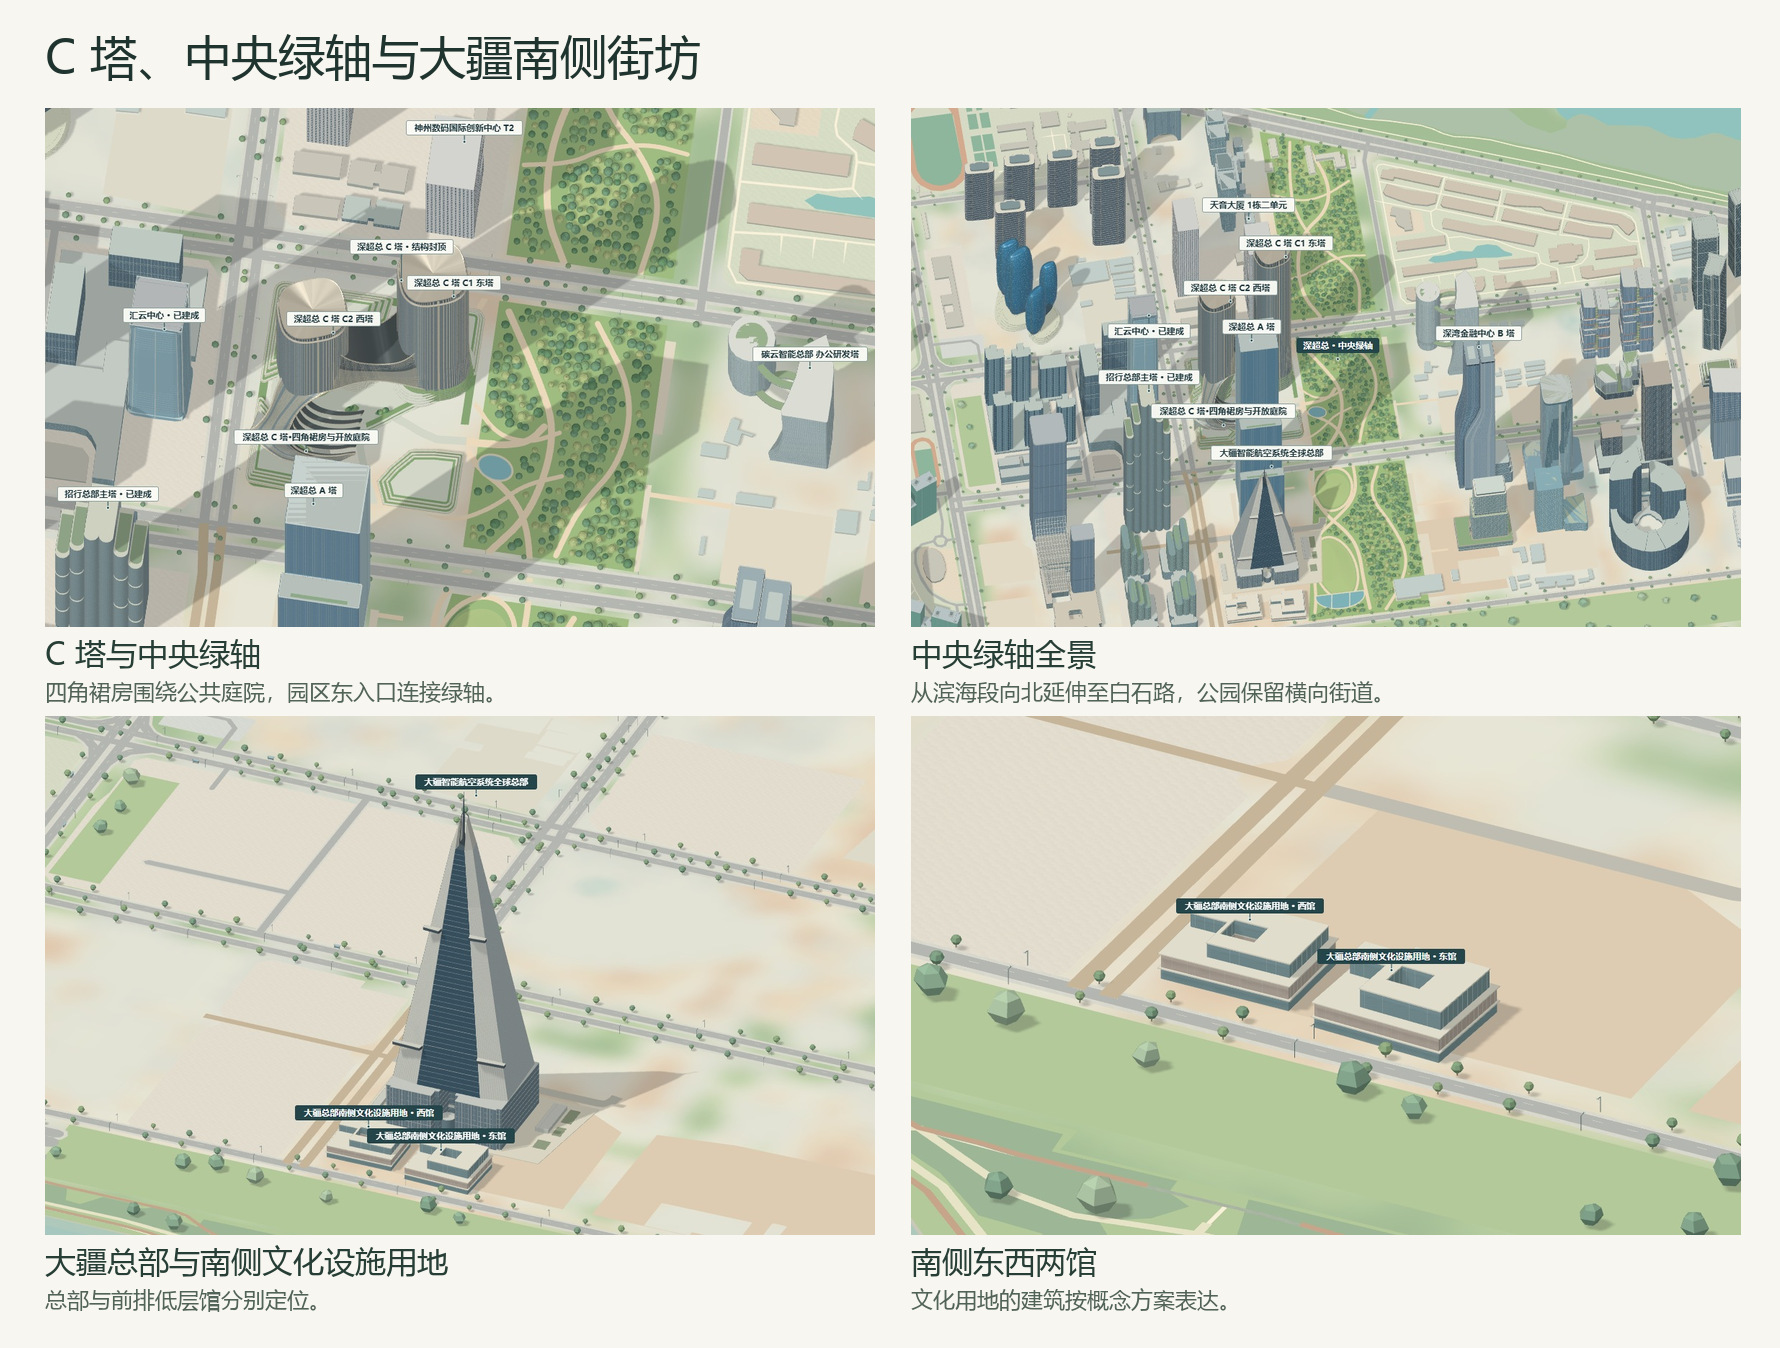 C 塔、中央绿轴与大疆南侧街坊
神州数码国际创新中心 T2
深超总 C 塔・结构封顶
深超总 C 塔 C1 东塔
汇云中心・已建成
深超总 C 塔 C2 西塔
碳云智能总部 办公研发塔
深超总 C 塔·四角裙房与开放庭院
招行总部主塔・已建成
深超总 A 塔
天音大厦 1栋二单元
深超总 C 塔 C1 东塔
深超总 C 塔 C2 西塔
汇云中心・已建成
深超总 A 塔
深湾金融中心 B 塔
深超总・中央绿轴
招行总部主塔・已建成
深超总 C 塔·四角裙房与开放庭院
大疆智能航空系统全球总部
C 塔与中央绿轴
四角裙房围绕公共庭院，园区东入口连接绿轴。
中央绿轴全景
从滨海段向北延伸至白石路，公园保留横向街道。
大疆智能航空系统全球总部
大疆总部南侧文化设施用地・西馆
大疆总部南侧文化设施用地・东馆
大疆总部南侧文化设施用地・西馆
大疆总部南侧文化设施用地・东馆
大疆总部与南侧文化设施用地
总部与前排低层馆分别定位。
南侧东西两馆
文化用地的建筑按概念方案表达。